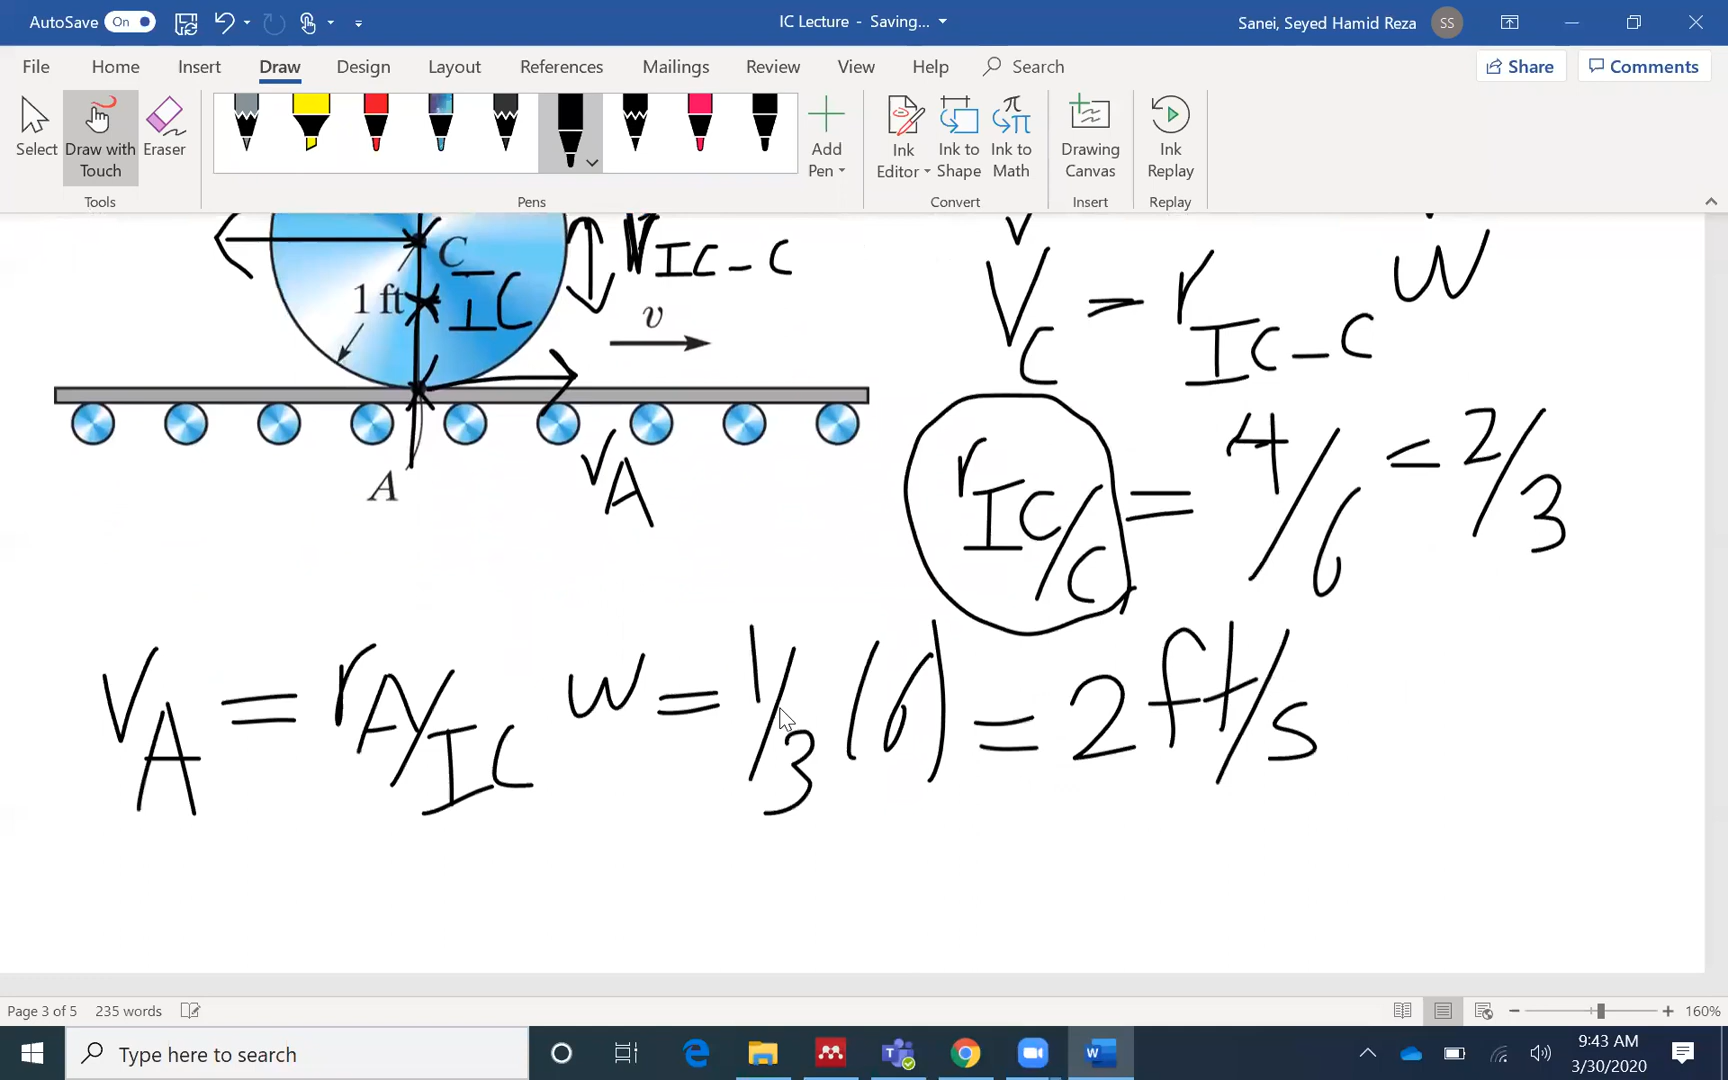 AutoSave On
IC Lecture - Saving...
Sanei, Seyed Hamid Reza SS
File Home Insert Draw Design Layout References Mailings Review View Help Search
Share Comments
Select
Draw with Touch
Eraser
Add Pen
Ink Editor
Ink to Shape
Ink to Math
Drawing Canvas
Ink Replay
Tools Pens Convert Insert Replay
C
IC
1 ft
rIC-C
v
A
VA
VC = rIC-C w
rIC/C = 4/6 = 2/3
VA = rA/IC w = 1/3 (6) = 2 ft/s
Page 3 of 5 235 words
160%
Type here to search
9:43 AM
3/30/2020